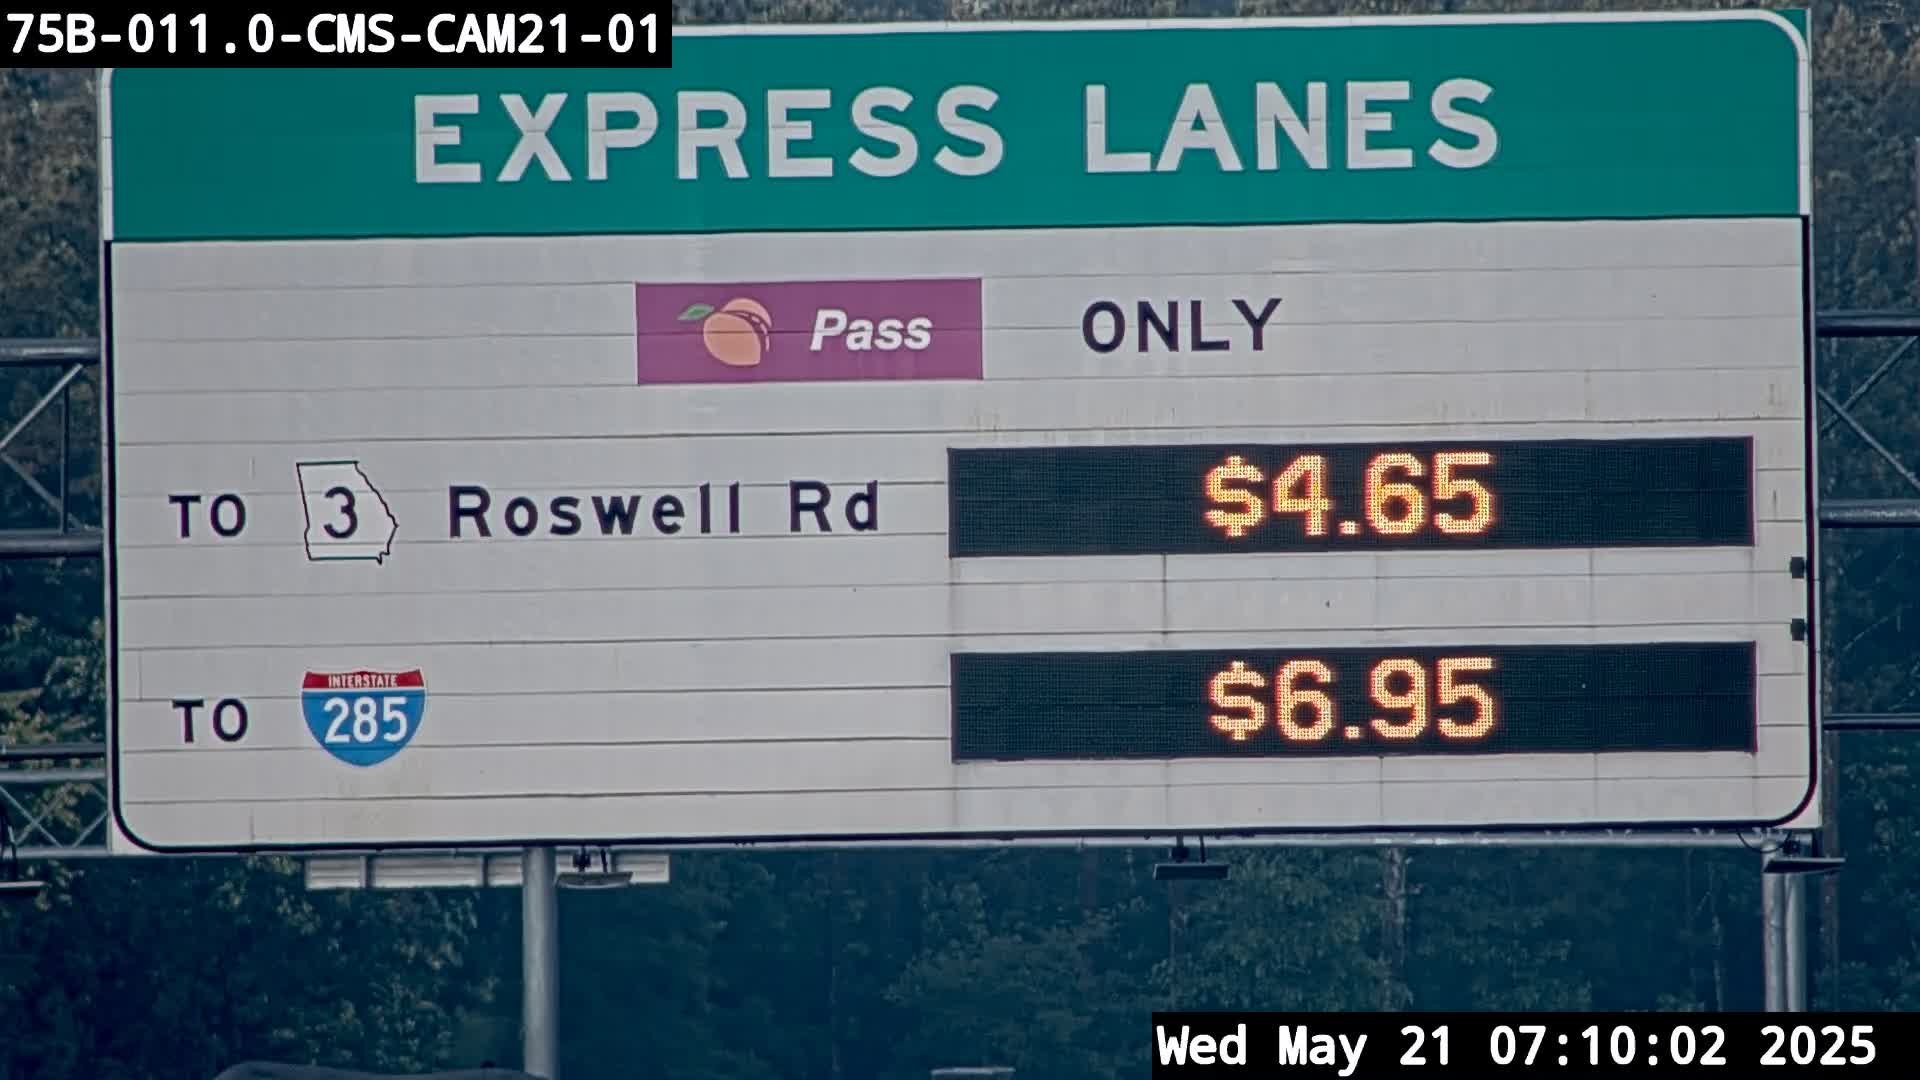 75B-011.0-CMS-CAM21-01
EXPRESS LANES
Pass ONLY
TO 3 Roswell Rd $4.65
TO INTERSTATE 285 $6.95
Wed May 21 07:10:02 2025